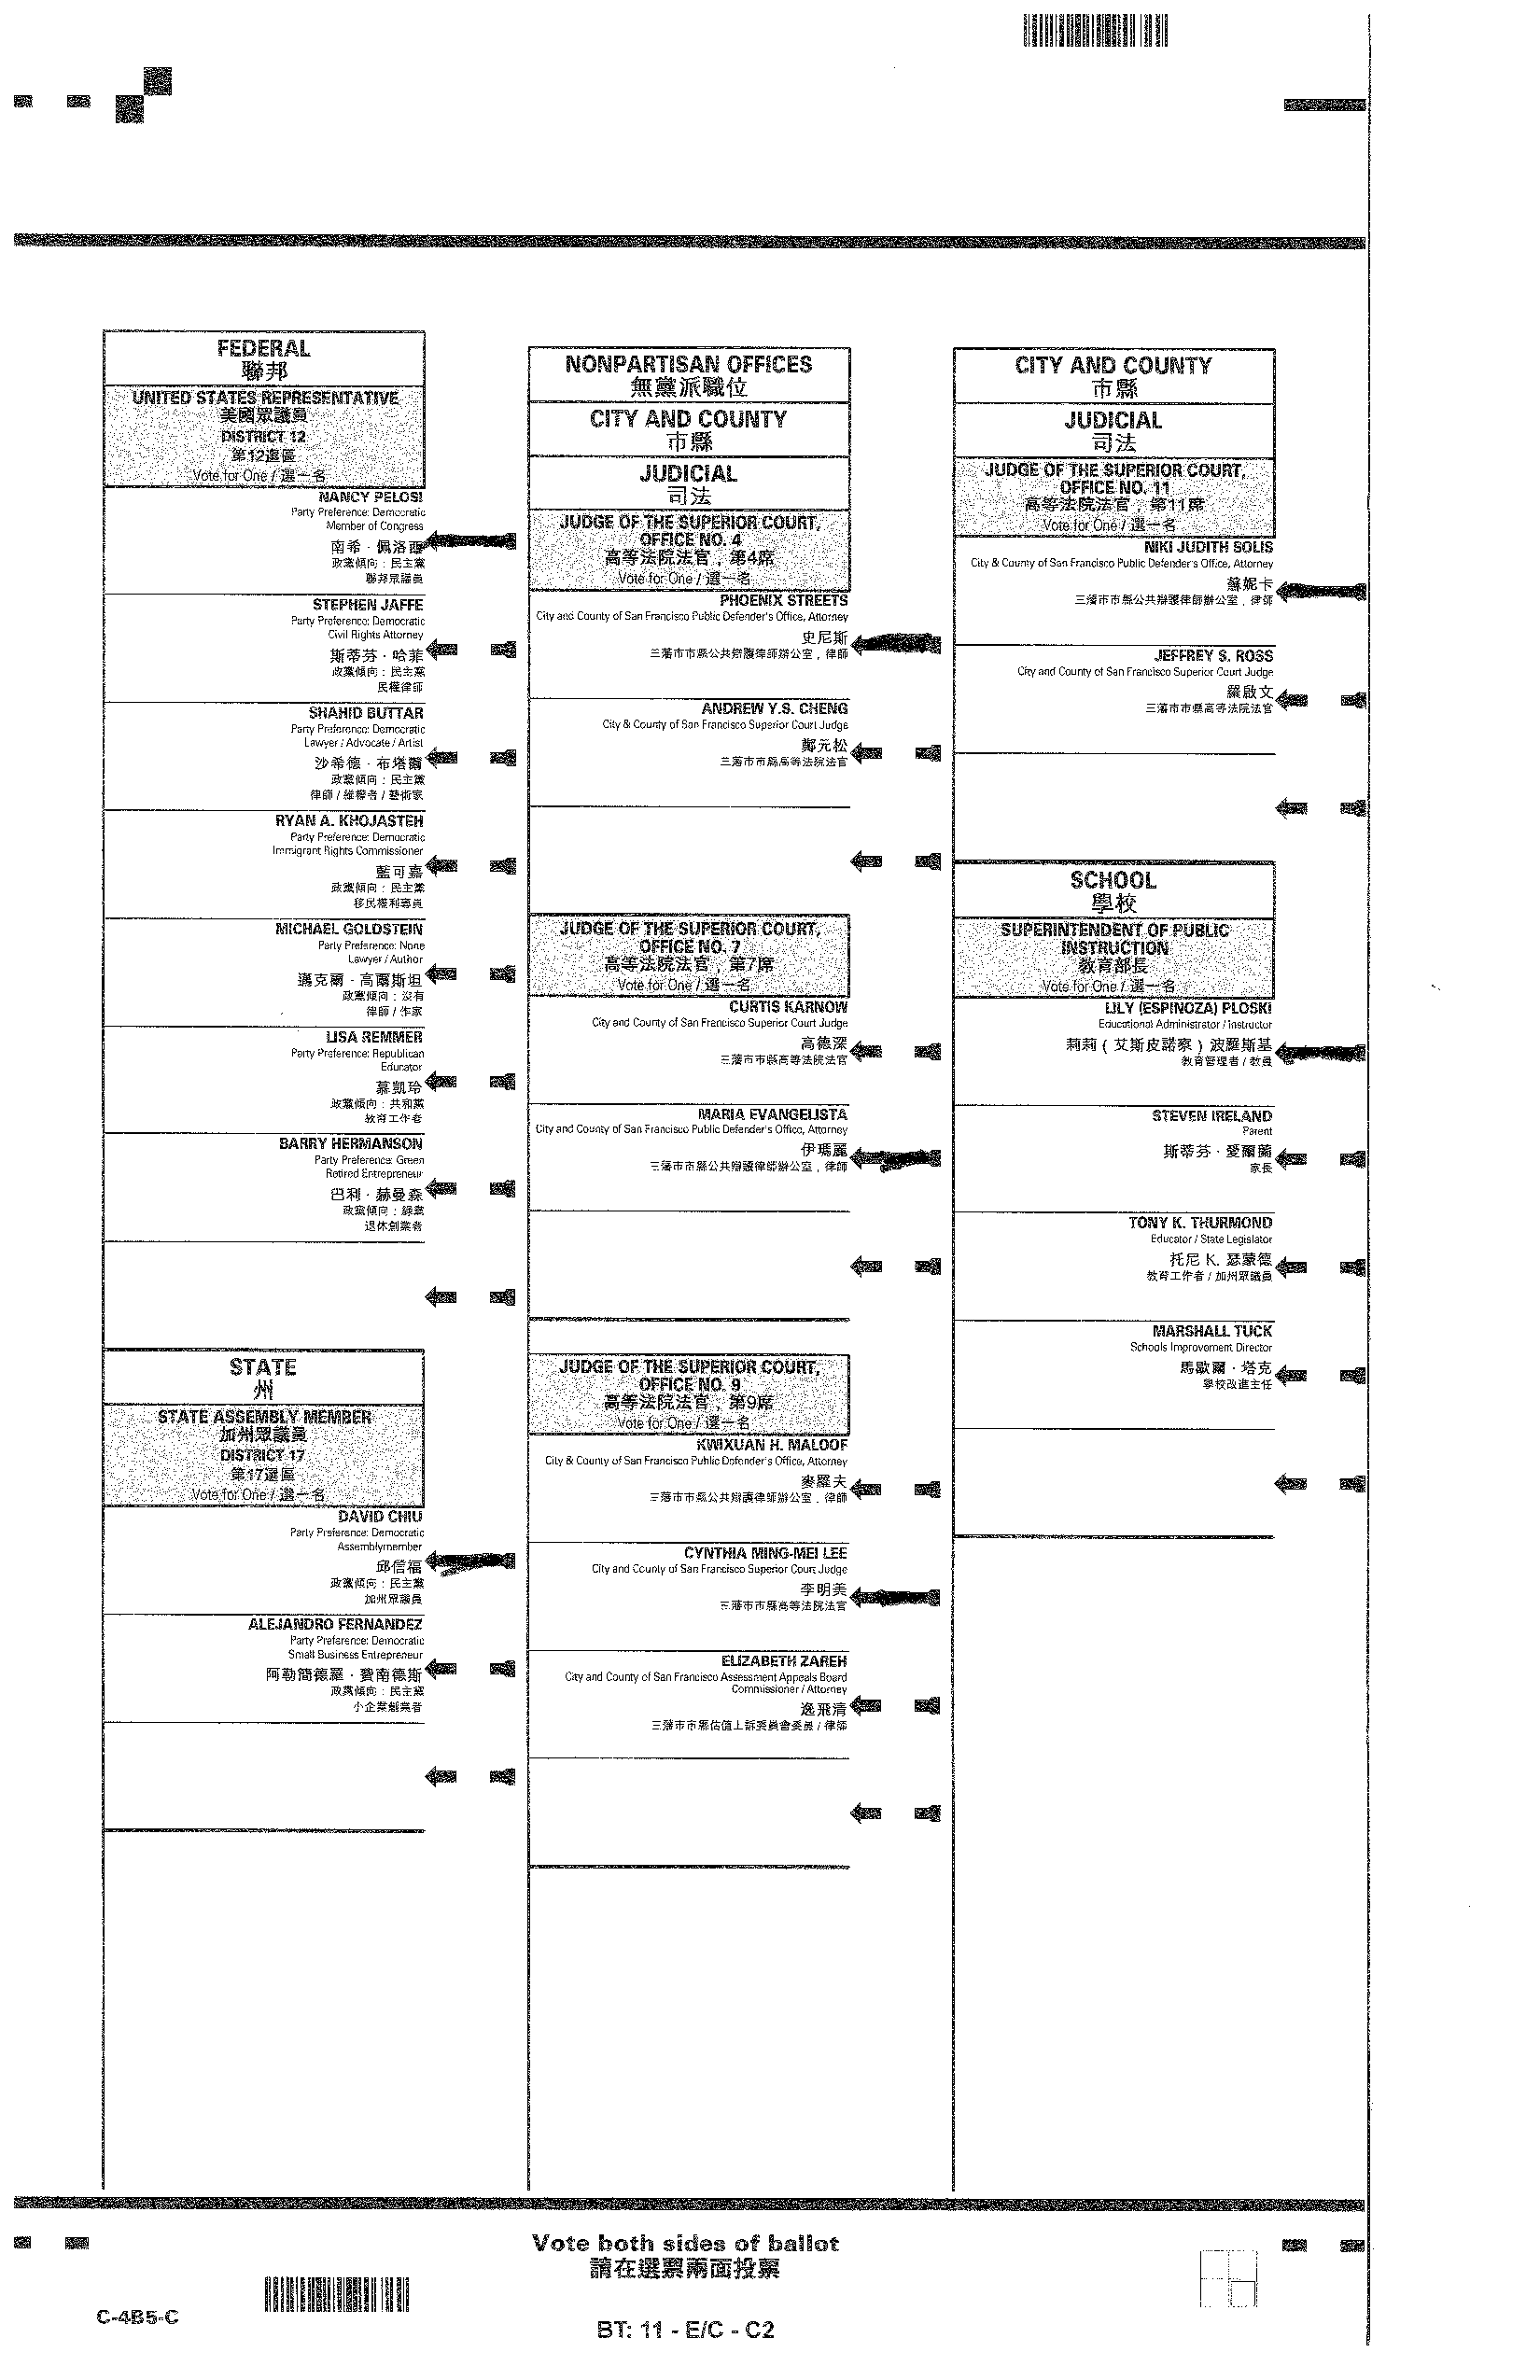 FEDERAL
聯邦
UNITED STATES REPRESENTATIVE
美國眾議員
DISTRICT 12
第12選區
Vote for One / 選一名
NANCY PELOSI
Party Preference: Democratic
Member of Congress
南希 · 佩洛西
政黨傾向：民主黨
聯邦眾議員
STEPHEN JAFFE
Party Preference: Democratic
Civil Rights Attorney
斯蒂芬 · 哈菲
政黨傾向：民主黨
民權律師
SHAHID BUTTAR
Party Preference: Democratic
Lawyer / Advocate / Artist
沙希德 · 布塔爾
政黨傾向：民主黨
律師 / 維權者 / 藝術家
RYAN A. KHOJASTEH
Party Preference: Democratic
Immigrant Rights Commissioner
藍可嘉
政黨傾向：民主黨
移民權利專員
MICHAEL GOLDSTEIN
Party Preference: None
Lawyer / Author
邁克爾 · 高爾斯坦
政黨傾向：沒有
律師 / 作家
LISA REMMER
Party Preference: Republican
Educator
慕凱玲
政黨傾向：共和黨
教育工作者
BARRY HERMANSON
Party Preference: Green
Retired Entrepreneur
巴利 · 赫曼森
政黨傾向：綠黨
退休創業者
STATE
州
STATE ASSEMBLY MEMBER
加州眾議員
DISTRICT 17
第17選區
Vote for One / 選一名
DAVID CHIU
Party Preference: Democratic
Assemblymember
邱信福
政黨傾向：民主黨
加州眾議員
ALEJANDRO FERNANDEZ
Party Preference: Democratic
Small Business Entrepreneur
阿勒簡德羅 · 費南德斯
政黨傾向：民主黨
小企業創業者
NONPARTISAN OFFICES
無黨派職位
CITY AND COUNTY
市縣
JUDICIAL
司法
JUDGE OF THE SUPERIOR COURT,
OFFICE NO. 4
高等法院法官，第4席
Vote for One / 選一名
PHOENIX STREETS
City and County of San Francisco Public Defender's Office, Attorney
史尼斯
三藩市市縣公共辯護律師辦公室，律師
ANDREW Y.S. CHENG
City & County of San Francisco Superior Court Judge
鄭元松
三藩市市縣高等法院法官
JUDGE OF THE SUPERIOR COURT,
OFFICE NO. 7
高等法院法官，第7席
Vote for One / 選一名
CURTIS KARNOW
City and County of San Francisco Superior Court Judge
高德深
三藩市市縣高等法院法官
MARIA EVANGELISTA
City and County of San Francisco Public Defender's Office, Attorney
伊瑪麗
三藩市市縣公共辯護律師辦公室，律師
JUDGE OF THE SUPERIOR COURT,
OFFICE NO. 9
高等法院法官，第9席
Vote for One / 選一名
KWIXUAN H. MALOOF
City & County of San Francisco Public Defender's Office, Attorney
麥羅夫
三藩市市縣公共辯護律師辦公室，律師
CYNTHIA MING-MEI LEE
City and County of San Francisco Superior Court Judge
李明美
三藩市市縣高等法院法官
ELIZABETH ZAREH
City and County of San Francisco Assessment Appeals Board
Commissioner / Attorney
逸飛清
三藩市市縣估值上訴委員會委員 / 律師
CITY AND COUNTY
市縣
JUDICIAL
司法
JUDGE OF THE SUPERIOR COURT,
OFFICE NO. 11
高等法院法官，第11席
Vote for One / 選一名
NIKI JUDITH SOLIS
City & County of San Francisco Public Defender's Office, Attorney
蘇妮卡
三藩市市縣公共辯護律師辦公室，律師
JEFFREY S. ROSS
City and County of San Francisco Superior Court Judge
羅啟文
三藩市市縣高等法院法官
SCHOOL
學校
SUPERINTENDENT OF PUBLIC
INSTRUCTION
教育部長
Vote for One / 選一名
LILY (ESPINOZA) PLOSKI
Educational Administrator / Instructor
莉莉（艾斯皮諾察）波羅斯基
教育管理者 / 教員
STEVEN IRELAND
Parent
斯蒂芬 · 愛爾蘭
家長
TONY K. THURMOND
Educator / State Legislator
托尼 K. 瑟蒙德
教育工作者 / 加州眾議員
MARSHALL TUCK
Schools Improvement Director
馬歇爾 · 塔克
學校改進主任
Vote both sides of ballot
請在選票兩面投票
C-4B5-C
BT: 11 - E/C - C2